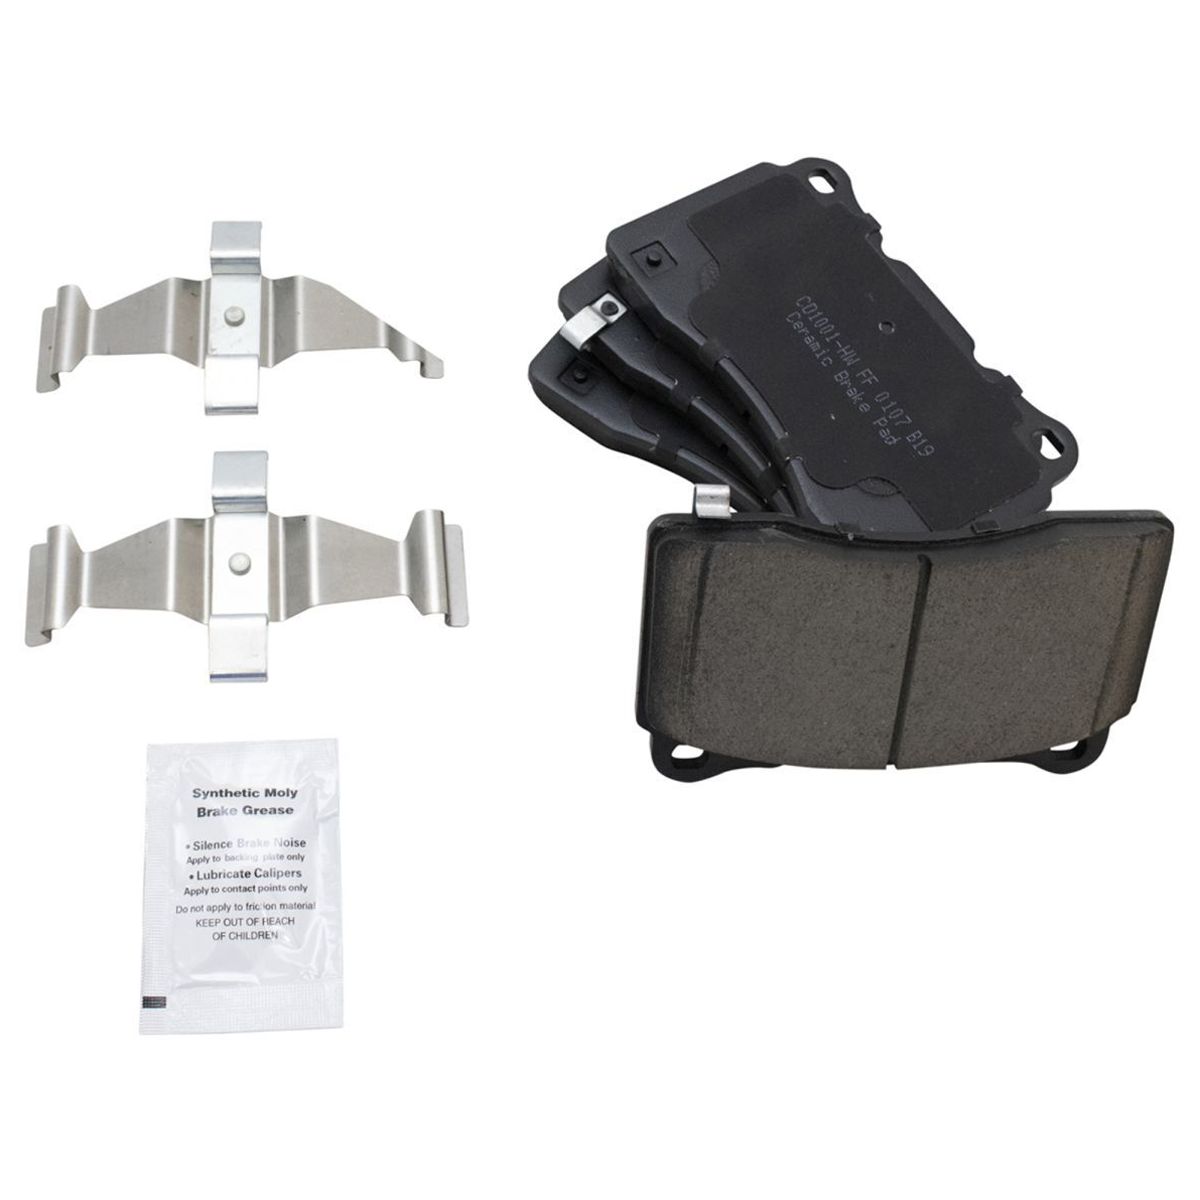 CD1001-HW FF 0107 B19
Ceramic Brake Pad
Synthetic Moly
Brake Grease
• Silence Brake Noise
Apply to backing plate only
• Lubricate Calipers
Apply to contact points only
Do not apply to friction material
KEEP OUT OF REACH
OF CHILDREN